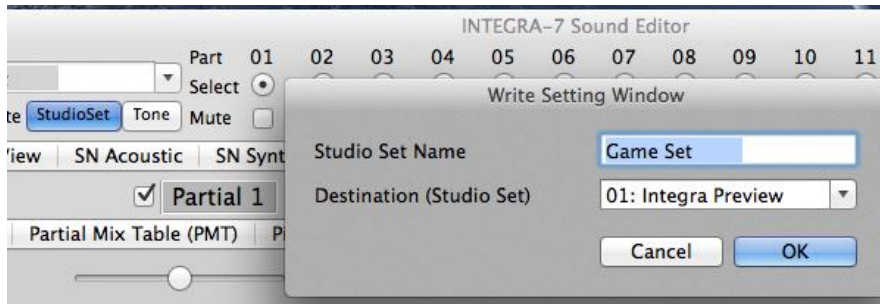 INTEGRA-7 Sound Editor
Part 01 02 03 04 05 06 07 08 09 10 11
Select
StudioSet Tone Mute
Write Setting Window
SN Acoustic SN Synt
Studio Set Name Game Set
Partial 1
Destination (Studio Set) 01: Integra Preview
Partial Mix Table (PMT)
Cancel OK